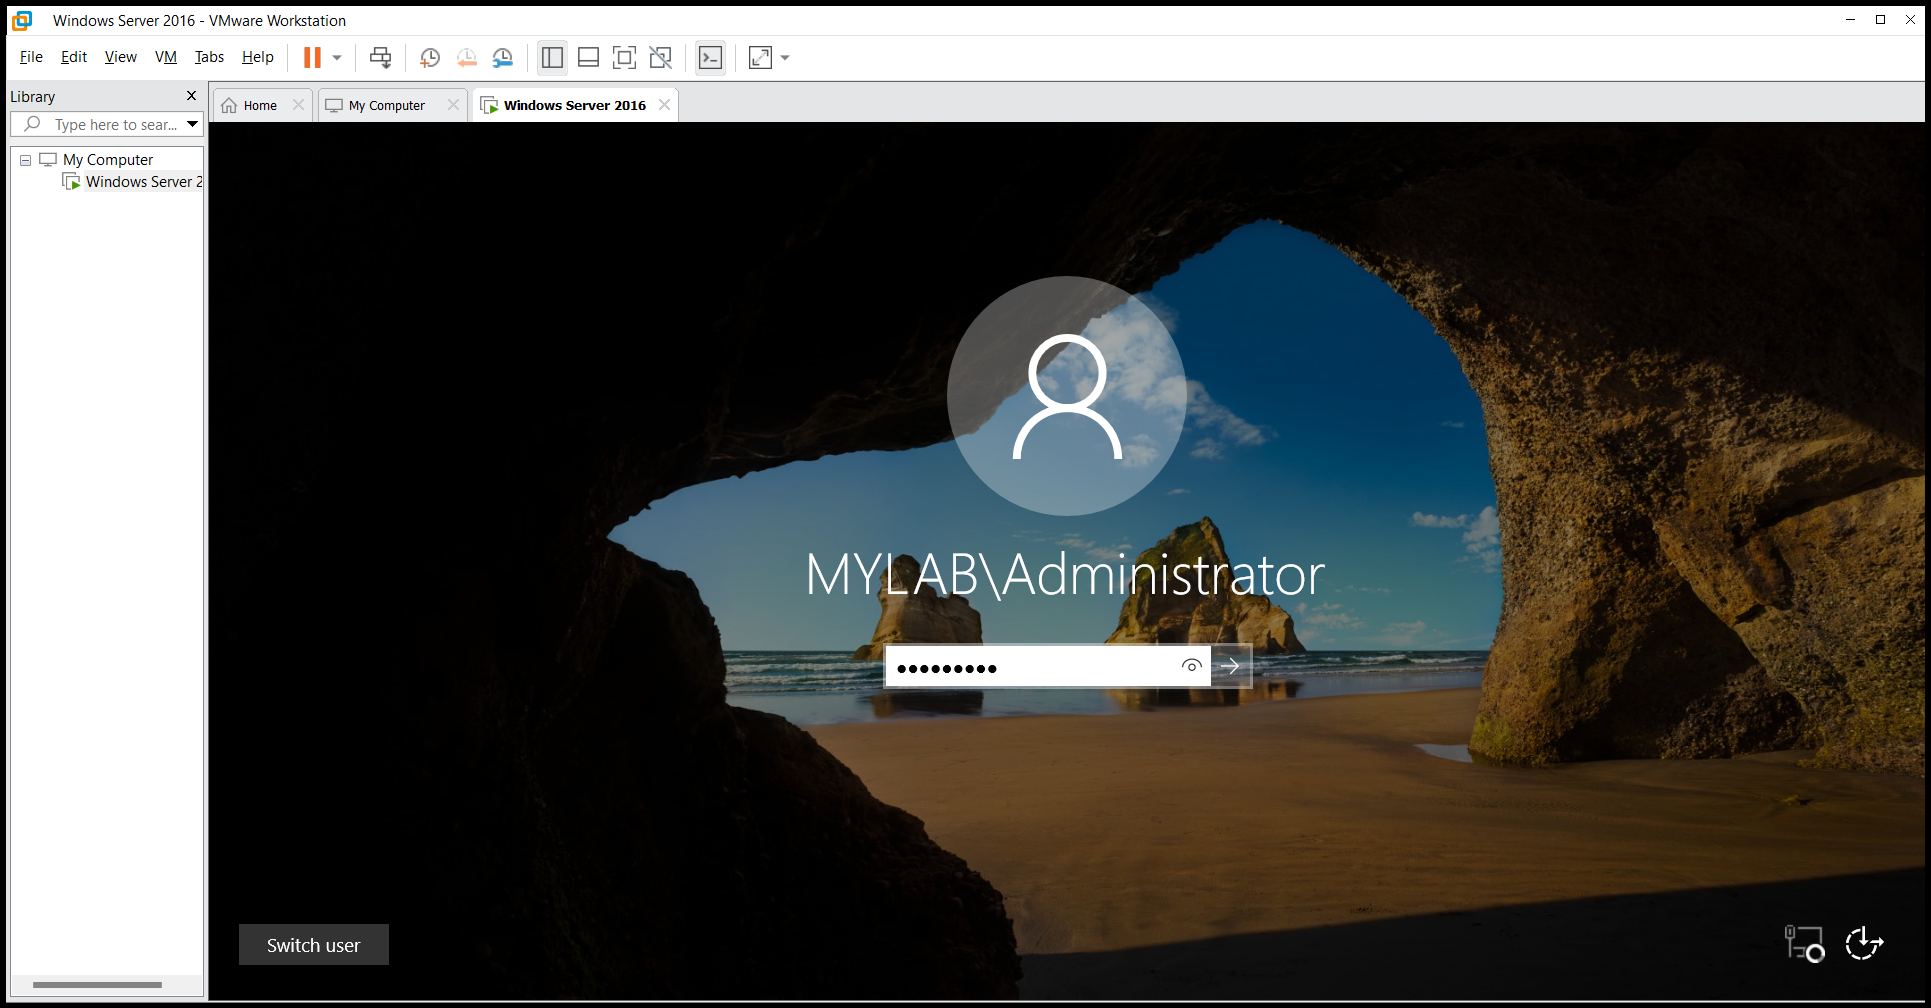 Windows Server 2016 - VMware Workstation
File Edit View VM Tabs Help
Library
Type here to sear...
My Computer
Windows Server 2
Home
My Computer
Windows Server 2016
MYLAB\Administrator
Switch user